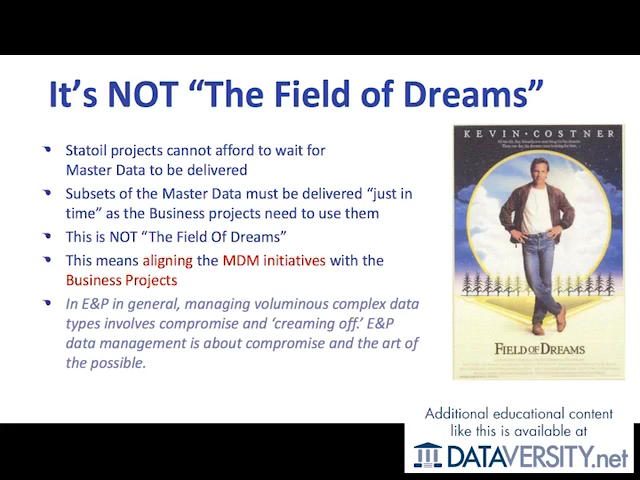 It's NOT “The Field of Dreams”
Statoil projects cannot afford to wait for
Master Data to be delivered
Subsets of the Master Data must be delivered “just in
time” as the Business projects need to use them
This is NOT “The Field Of Dreams”
This means aligning the MDM initiatives with the
Business Projects
In E&P in general, managing voluminous complex data
types involves compromise and ‘creaming off.’ E&P
data management is about compromise and the art of
the possible.
KEVIN · COSTNER
FIELD OF DREAMS
Additional educational content
like this is available at
DATAVERSITY.net